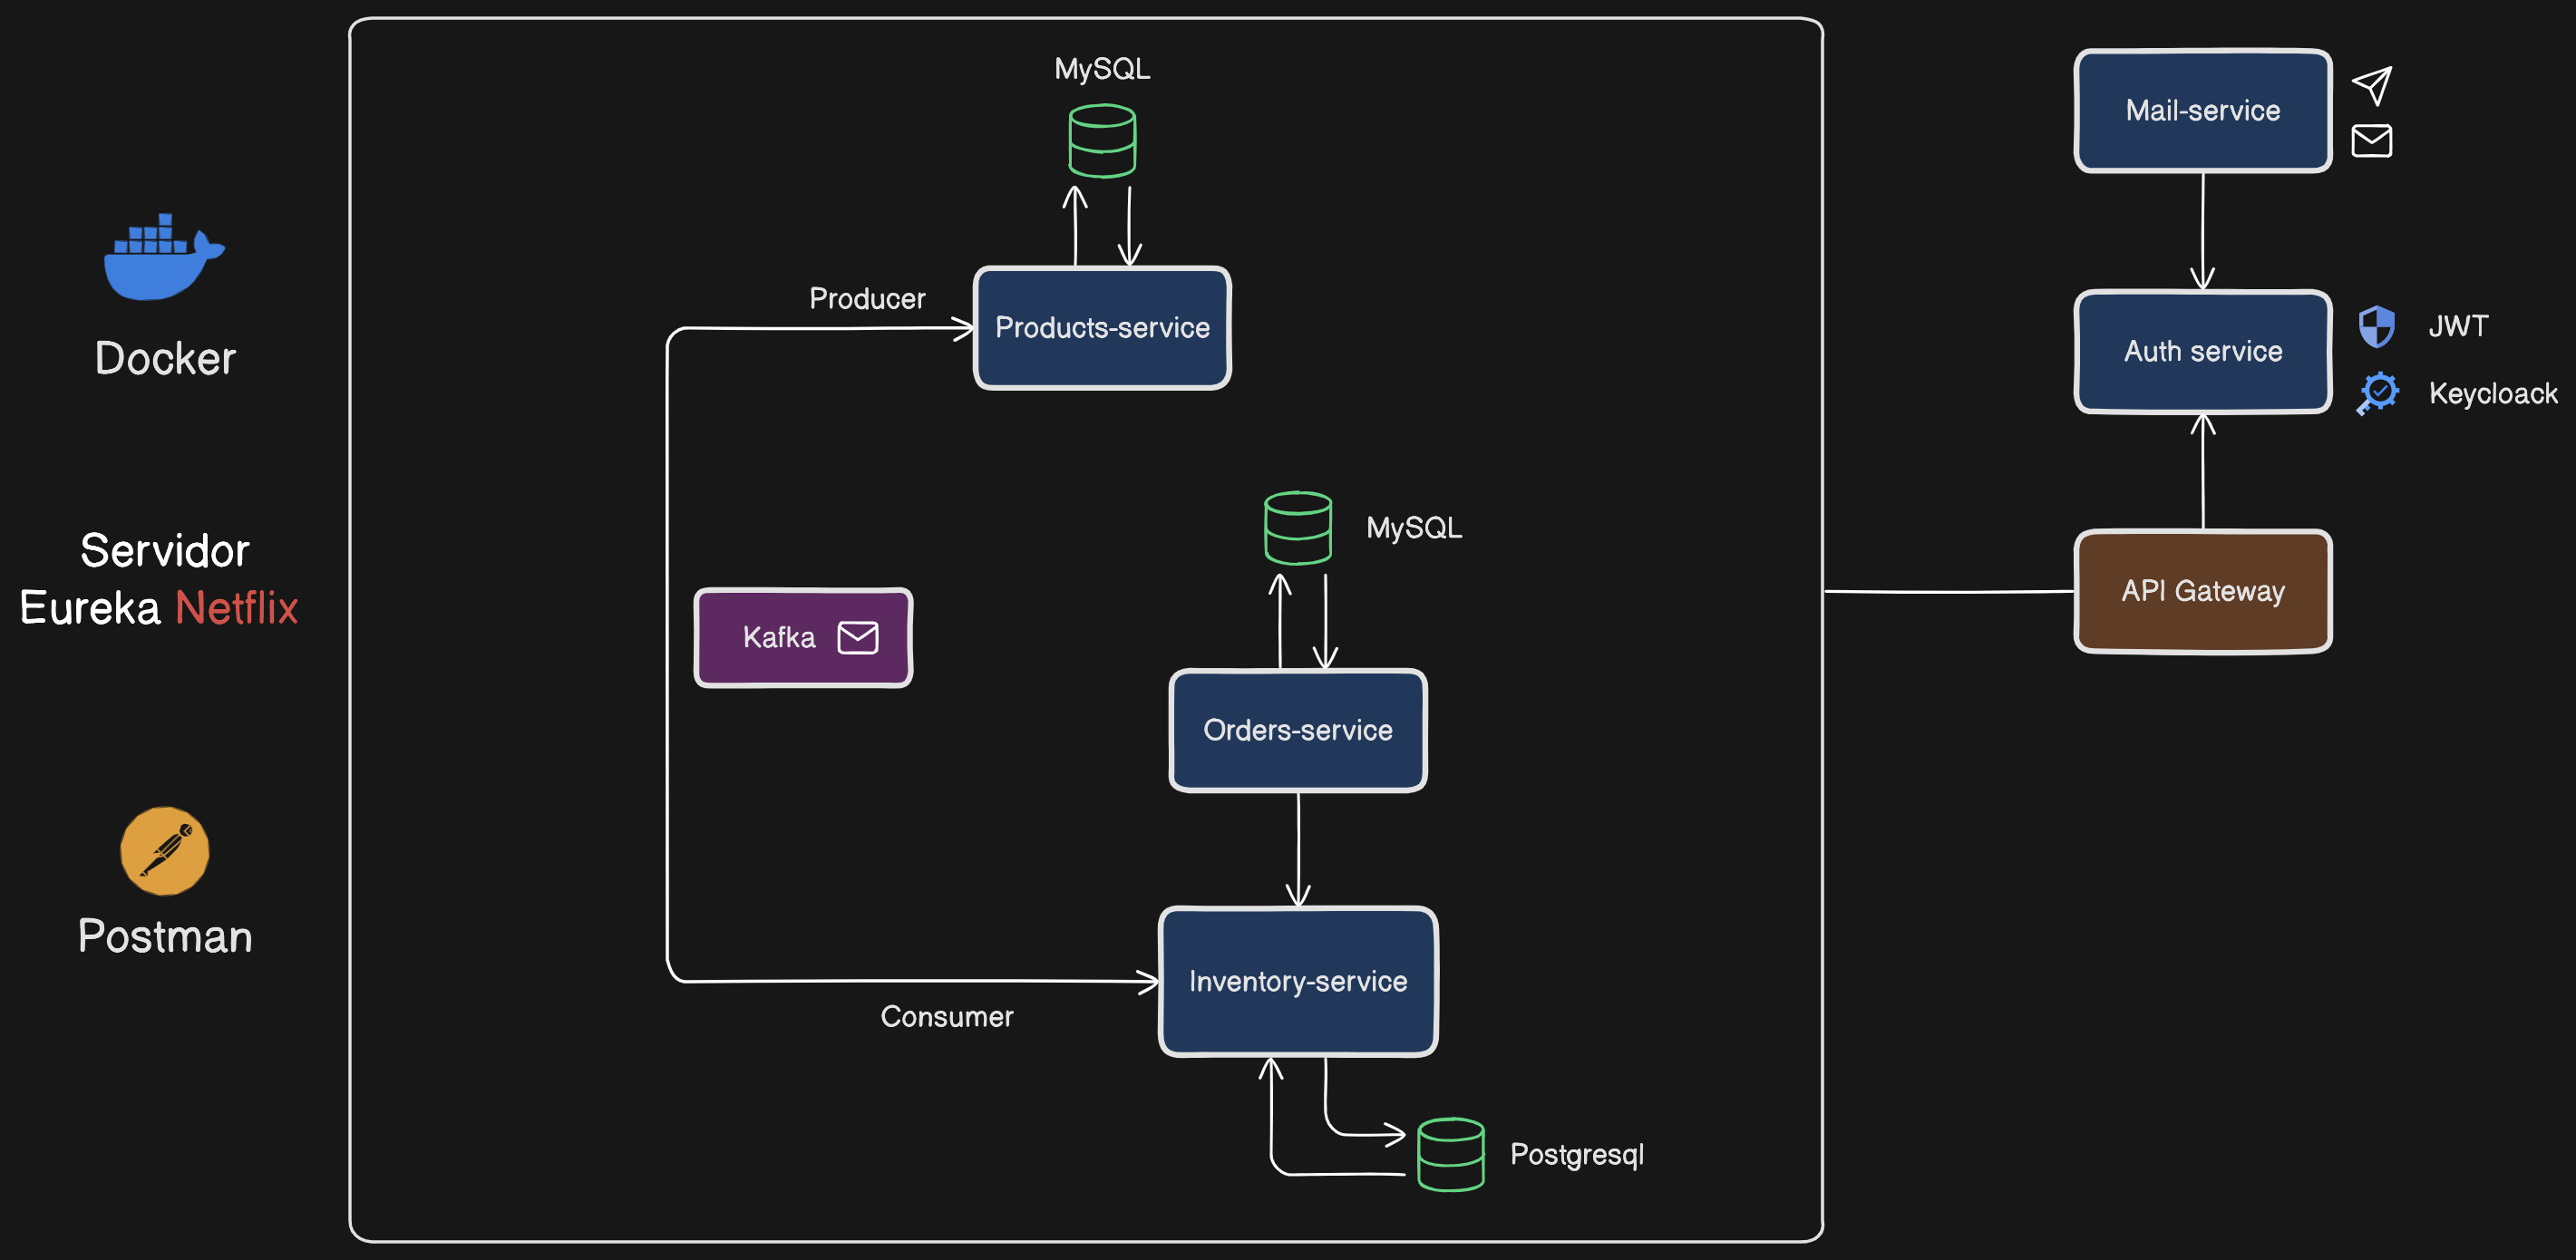 Docker
Servidor
Eureka Netflix
Postman
MySQL
Producer
Products-service
Kafka
MySQL
Orders-service
Inventory-service
Consumer
Postgresql
Mail-service
Auth service
JWT
Keycloack
API Gateway